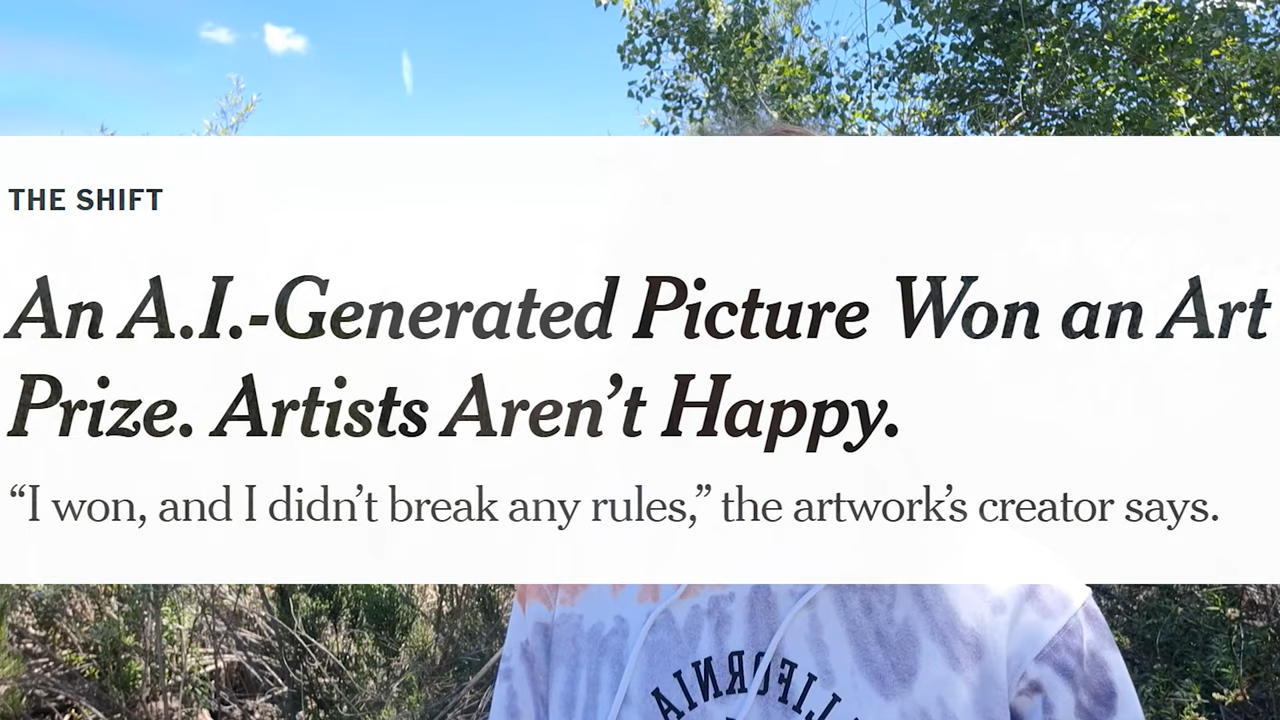 THE SHIFT
An A.I.-Generated Picture Won an Art
Prize. Artists Aren’t Happy.
“I won, and I didn’t break any rules,” the artwork’s creator says.